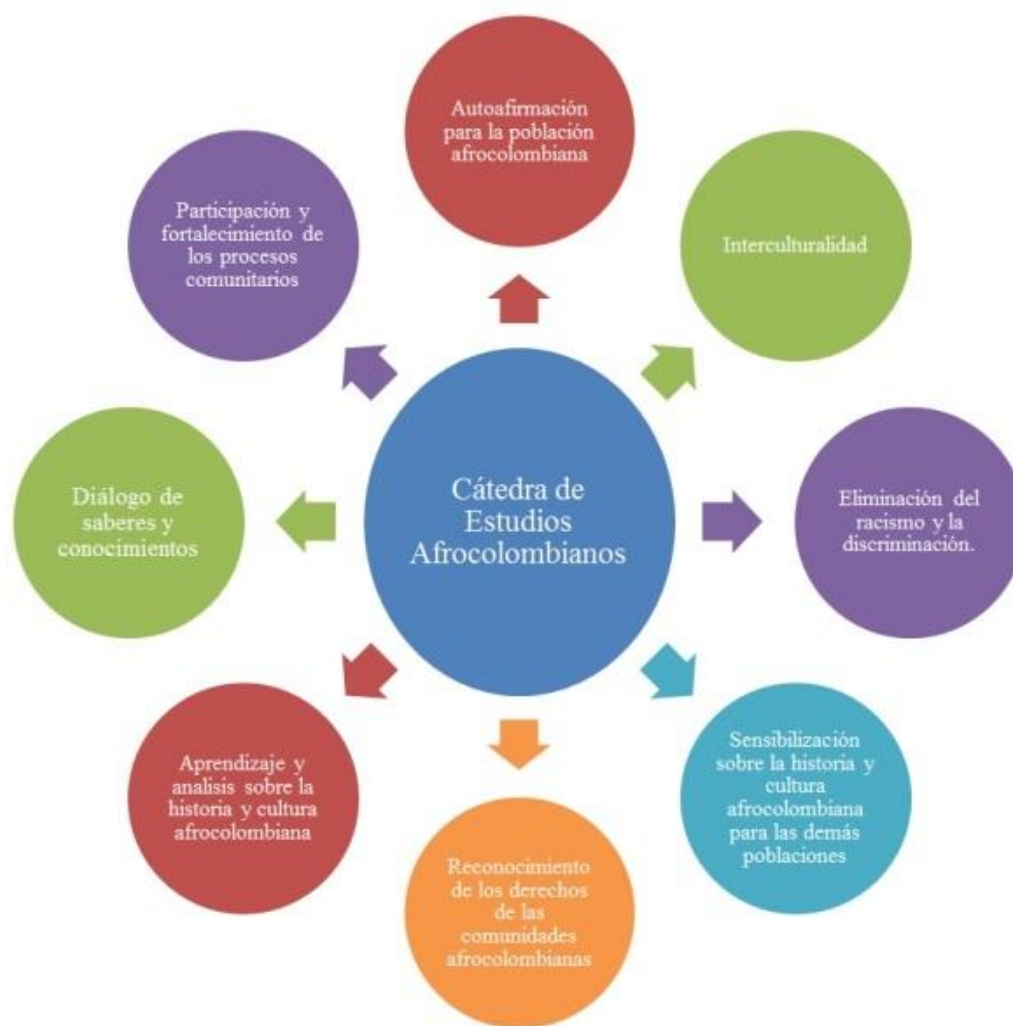 Autoafirmación
para la población
afrocolombiana
Interculturalidad
Eliminación del
racismo y la
discriminación.
Sensibilización
sobre la historia y
cultura
afrocolombiana
para las demás
poblaciones
Reconocimiento
de los derechos
de las
comunidades
afrocolombianas
Aprendizaje y
analisis sobre la
historia y cultura
afrocolombiana
Diálogo de
saberes y
conocimientos
Participación y
fortalecimiento de
los procesos
comunitarios
Cátedra de
Estudios
Afrocolombianos